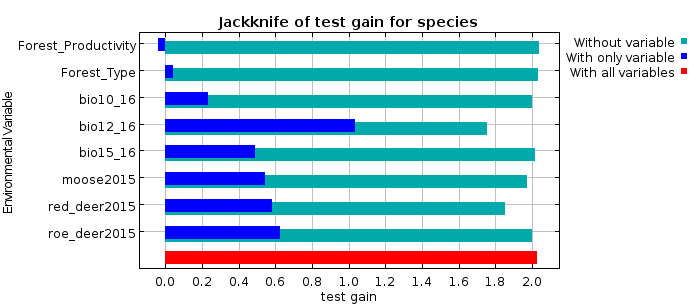 Jackknife of test gain for species
Environmental Variable
Forest_Productivity
Forest_Type
bio10_16
bio12_16
bio15_16
moose2015
red_deer2015
roe_deer2015
0.0 0.2 0.4 0.6 0.8 1.0 1.2 1.4 1.6 1.8 2.0
test gain
Without variable
With only variable
With all variables